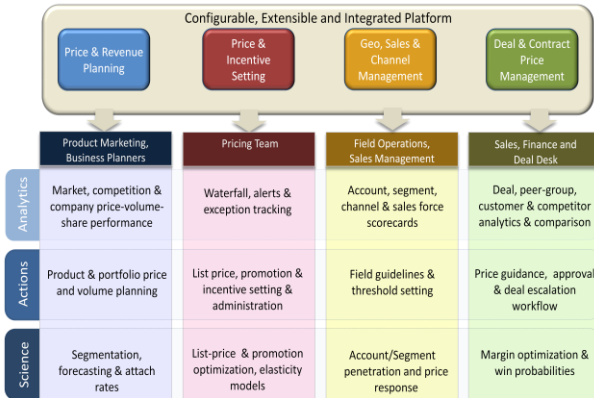 Configurable, Extensible and Integrated Platform
Price & Revenue
Planning
Price &
Incentive
Setting
Geo, Sales &
Channel
Management
Deal & Contract
Price
Management
Product Marketing,
Business Planners
Pricing Team
Field Operations,
Sales Management
Sales, Finance and
Deal Desk
Analytics
Market, competition &
company price-volume-
share performance
Waterfall, alerts &
exception tracking
Account, segment,
channel & sales force
scorecards
Deal, peer-group,
customer & competitor
analytics & comparison
Actions
Product & portfolio price
and volume planning
List price, promotion &
incentive setting &
administration
Field guidelines &
threshold setting
Price guidance, approval
& deal escalation
workflow
Science
Segmentation,
forecasting & attach
rates
List-price & promotion
optimization, elasticity
models
Account/Segment
penetration and price
response
Margin optimization &
win probabilities